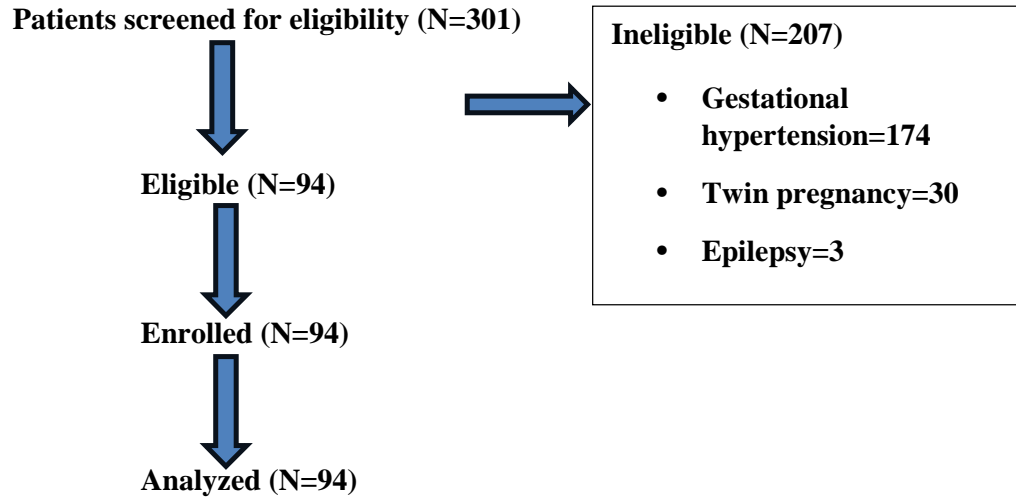 Patients screened for eligibility (N=301)
Ineligible (N=207)
• Gestational
hypertension=174
• Twin pregnancy=30
• Epilepsy=3
Eligible (N=94)
Enrolled (N=94)
Analyzed (N=94)